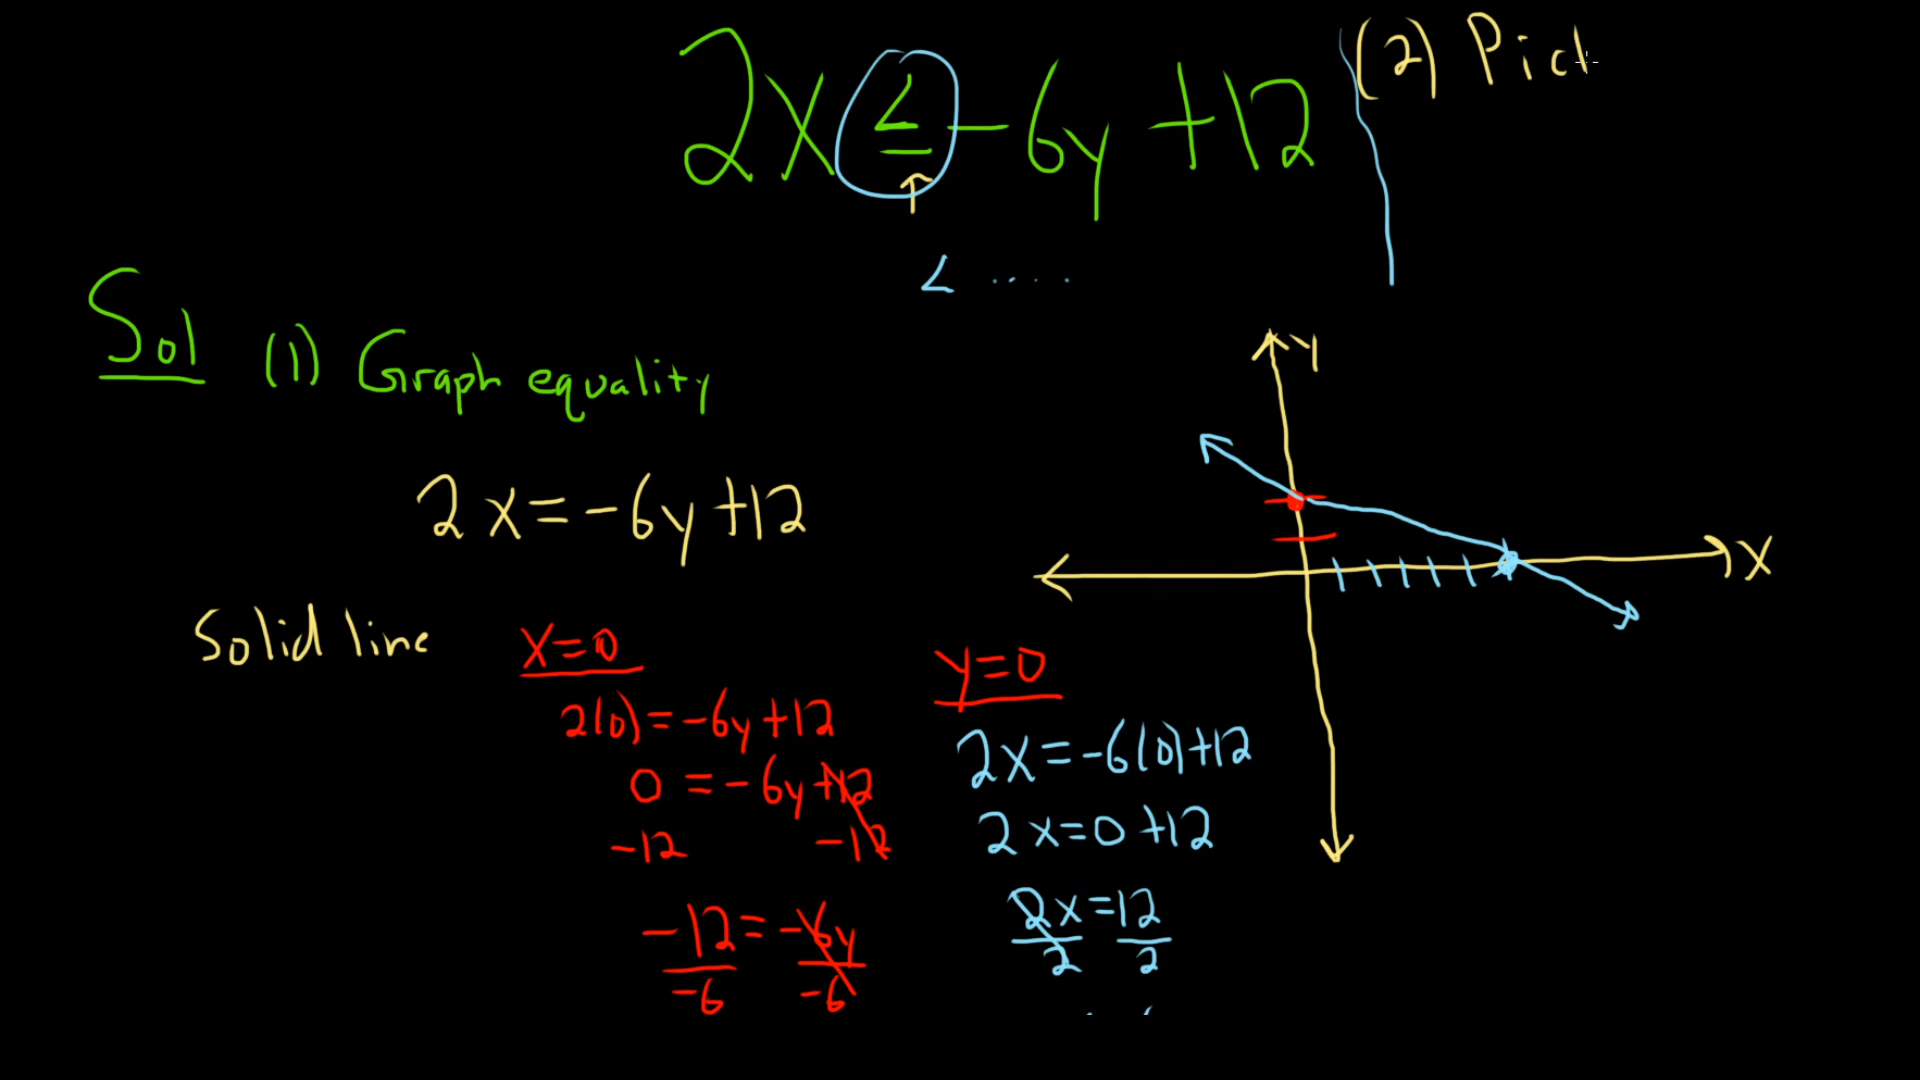 2x ≤ -6y + 12
(2) Pick
< ....
Sol (1) Graph equality
2x = -6y + 12
Solid line
x = 0
2(0) = -6y + 12
0 = -6y + 12
-12 -12
-12 = -6y
-6 -6
y = 0
2x = -6(0) + 12
2x = 0 + 12
2x = 12
2 2
Y
X